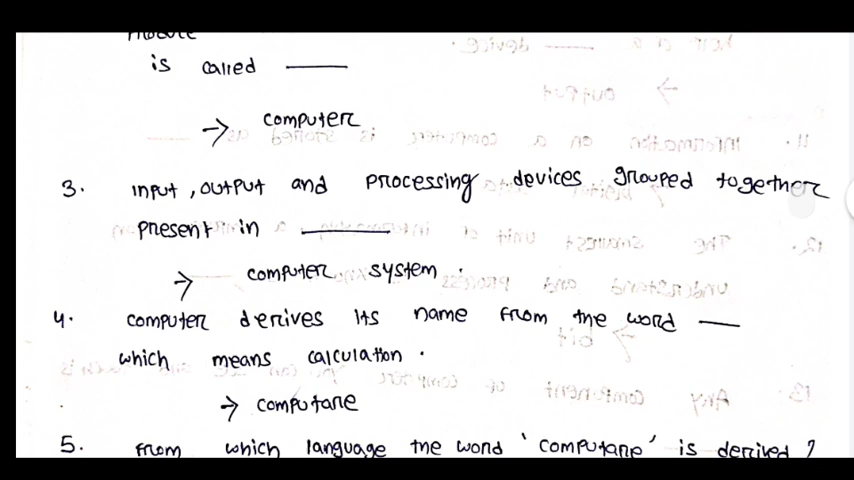 is called ———
→ computer
3. Input, output and processing devices grouped together
present in ———
→ computer system.
4. computer derives its name from the word ——
which means calculation.
→ computare
5. from which language the word 'computare' is derived?